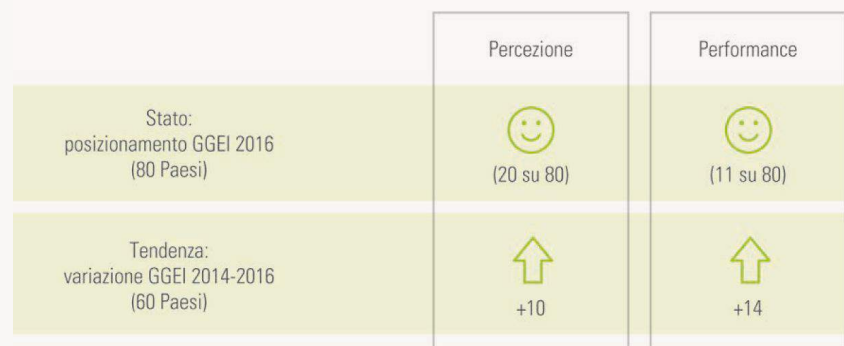 Percezione
Performance
Stato:
posizionamento GGEI 2016
(80 Paesi)
(20 su 80)
(11 su 80)
Tendenza:
variazione GGEI 2014-2016
(60 Paesi)
+10
+14